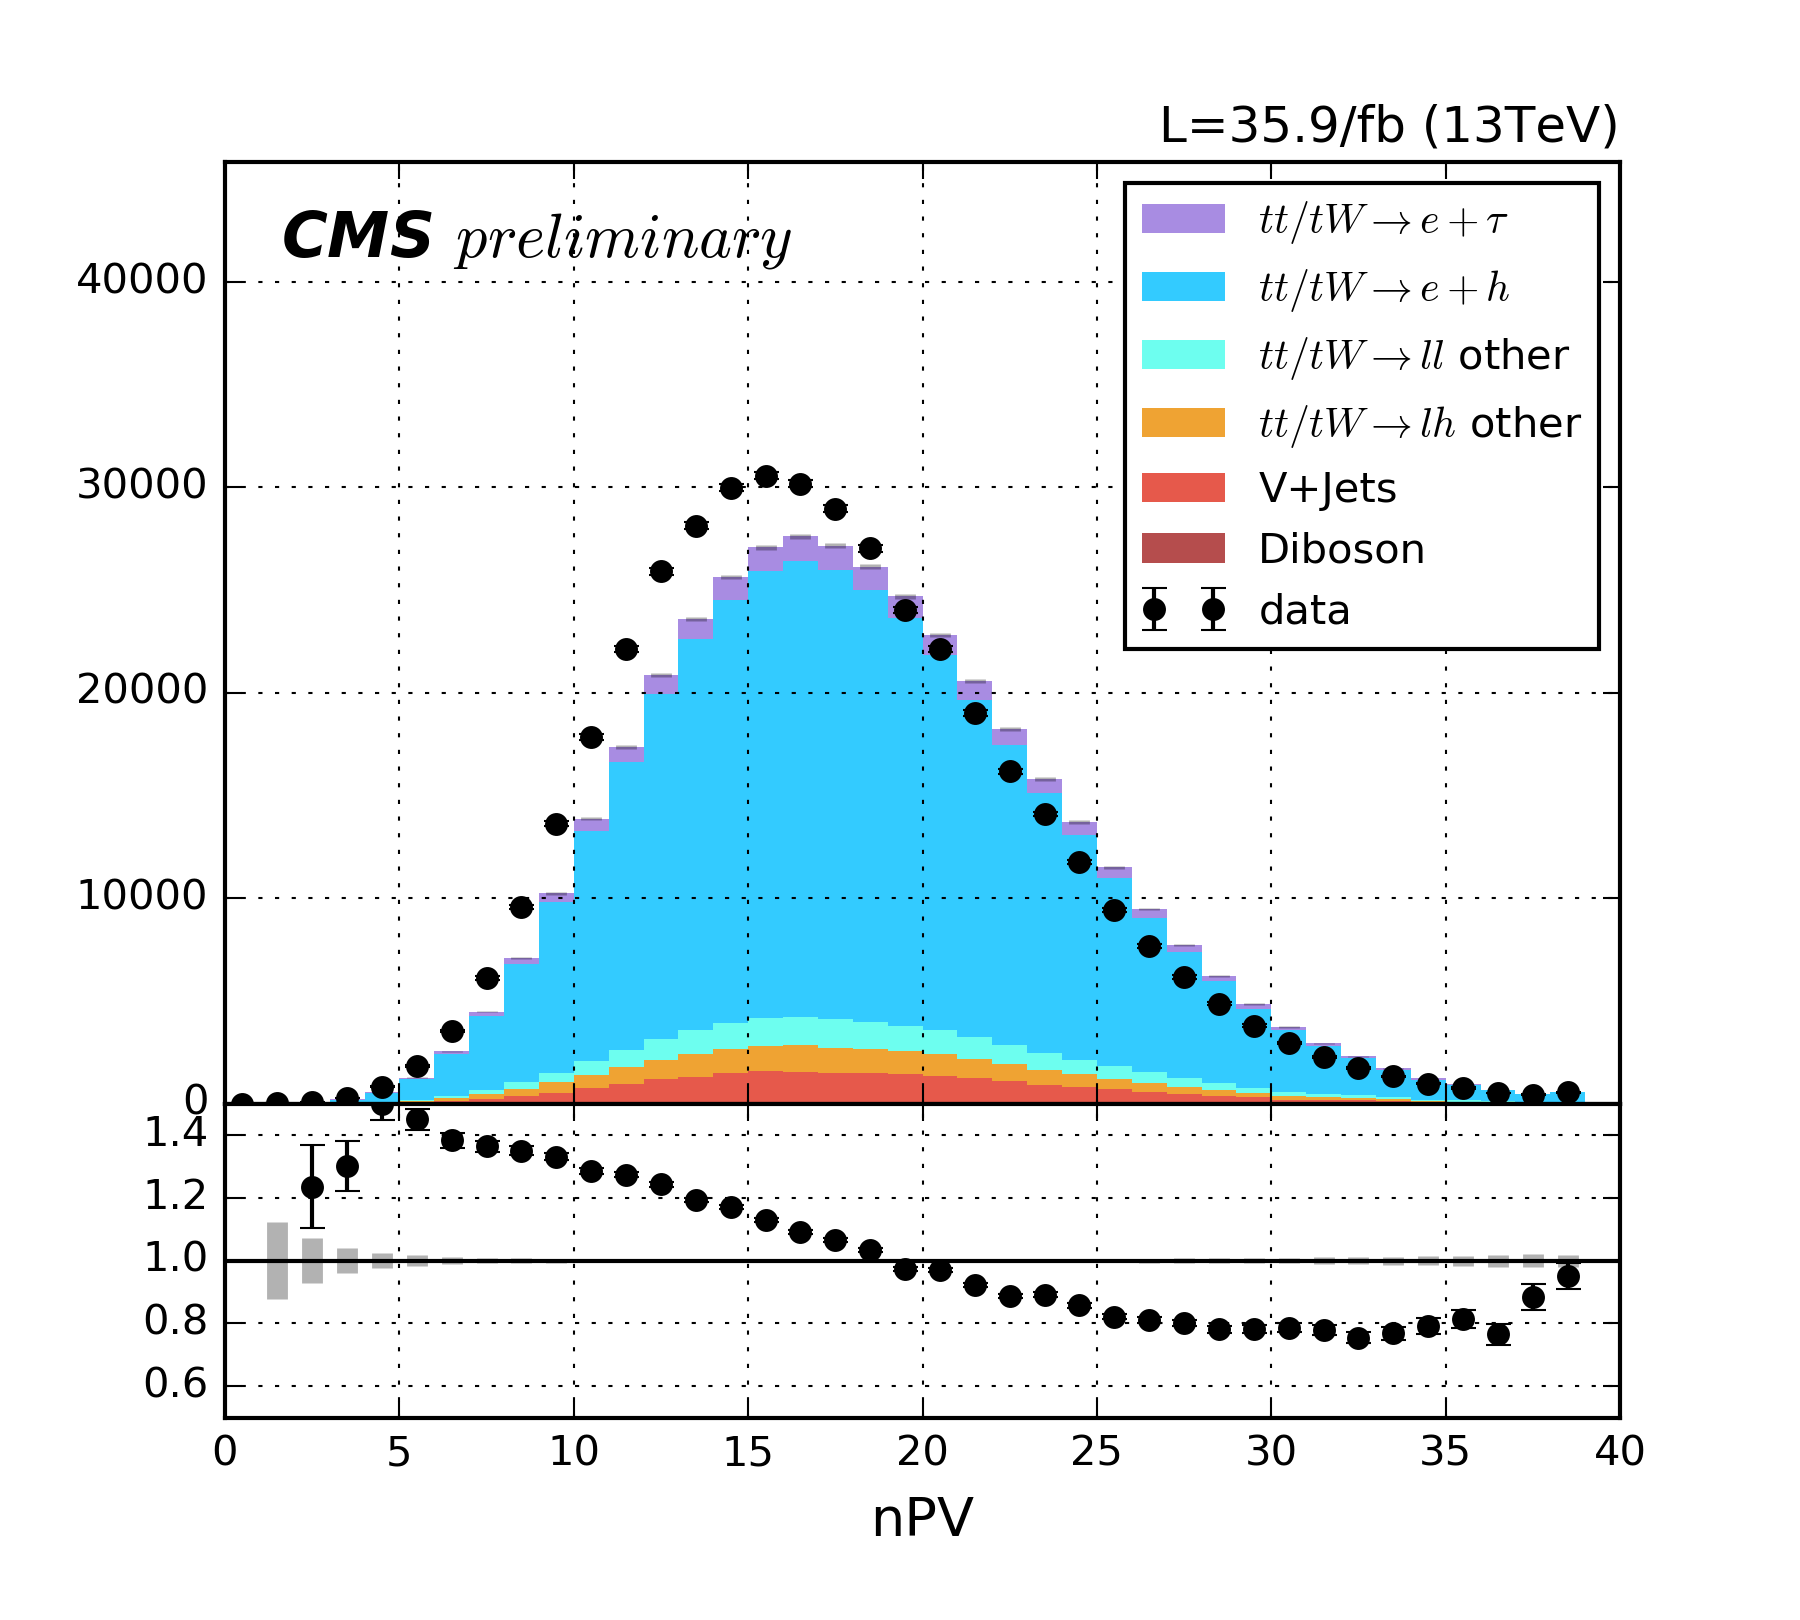 L=35.9/fb (13TeV)
CMS preliminary
tt/tW→e+τ
tt/tW→e+h
tt/tW→ll other
tt/tW→lh other
V+Jets
Diboson
data
40000
30000
20000
10000
0
1.4
1.2
1.0
0.8
0.6
0 5 10 15 20 25 30 35 40
nPV